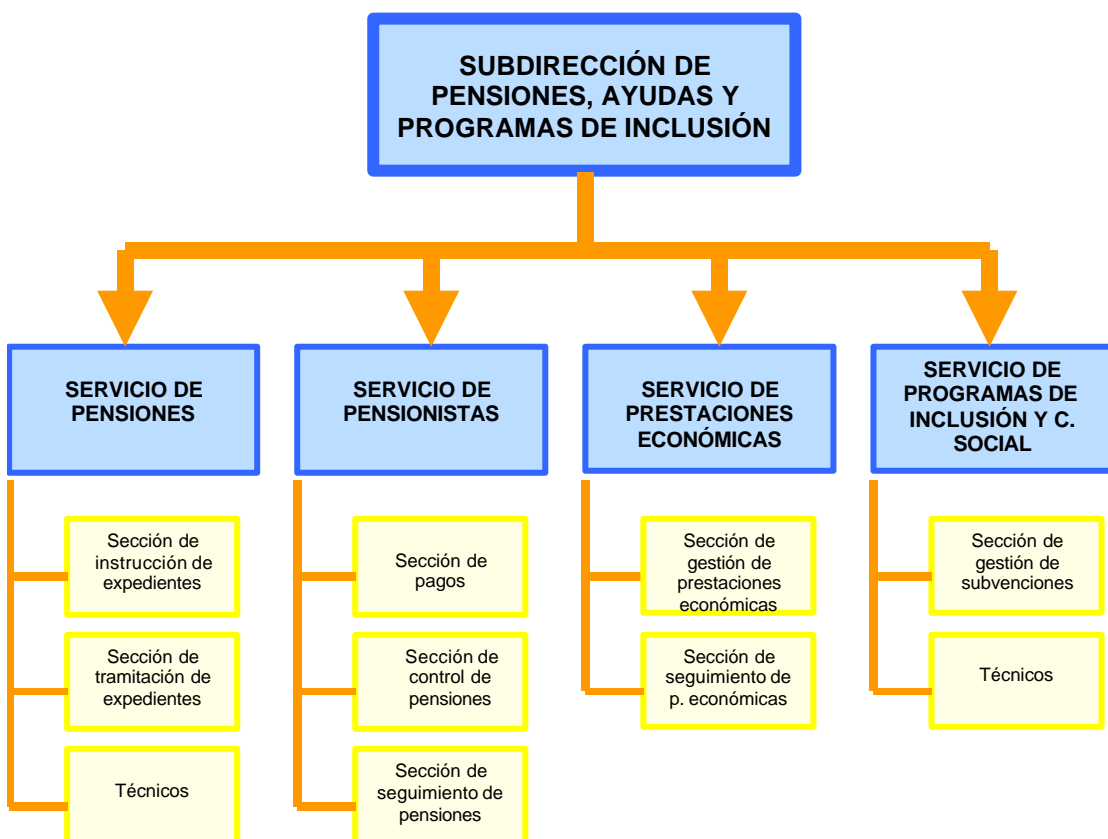 SUBDIRECCIÓN DE
PENSIONES, AYUDAS Y
PROGRAMAS DE INCLUSIÓN
SERVICIO DE
PENSIONES
SERVICIO DE
PENSIONISTAS
SERVICIO DE
PRESTACIONES
ECONÓMICAS
SERVICIO DE
PROGRAMAS DE
INCLUSIÓN Y C.
SOCIAL
Sección de
instrucción de
expedientes
Sección de
tramitación de
expedientes
Técnicos
Sección de
pagos
Sección de
control de
pensiones
Sección de
seguimiento de
pensiones
Sección de
gestión de
prestaciones
económicas
Sección de
seguimiento de
p. económicas
Sección de
gestión de
subvenciones
Técnicos